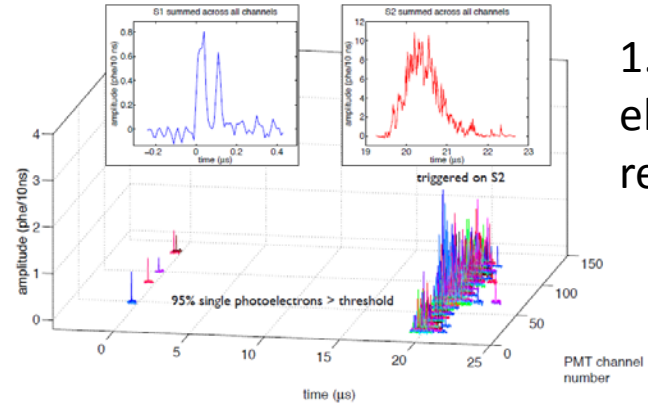 S1 summed across all channels
amplitude (phe/10 ns)
0.8
0.6
0.4
0.2
0
-0.2
0
0.2
0.4
time (μs)
S2 summed across all channels
amplitude (phe/10 ns)
12
10
8
6
4
2
0
19
20
21
22
23
time (μs)
triggered on S2
1.
el
re
amplitude (phe/10ns)
4
3
2
1
0
95% single photoelectrons > threshold
0
5
10
15
20
25
time (μs)
0
50
100
150
PMT channel
number